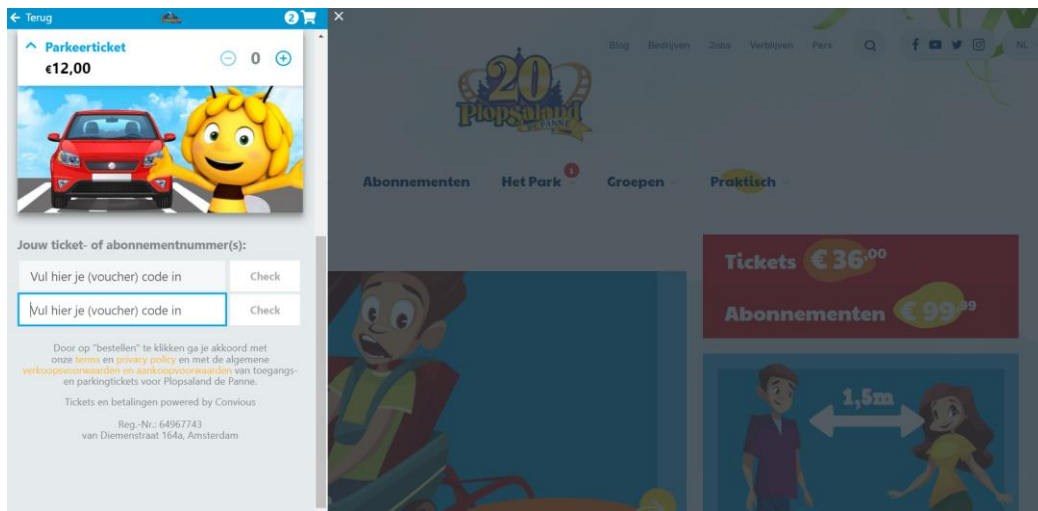 Terug
2
Parkeerticket
€12,00
0
Jouw ticket- of abonnementnummer(s):
Vul hier je (voucher) code in
Check
Vul hier je (voucher) code in
Check
Door op "bestellen" te klikken ga je akkoord met
onze terms en privacy policy en met de algemene
verkoopsvoorwaarden en aankoopvoorwaarden van toegangs-
en parkingtickets voor Plopsaland de Panne.
Tickets en betalingen powered by Convious
Reg.-Nr.: 64967743
van Diemenstraat 164a, Amsterdam
Blog Bedrijven Jobs Verblijven Pers
NL
20
Plopsaland
DE PANNE
Abonnementen Het Park 1 Groepen Praktisch
Tickets € 36,00
Abonnementen € 99,99
1,5m